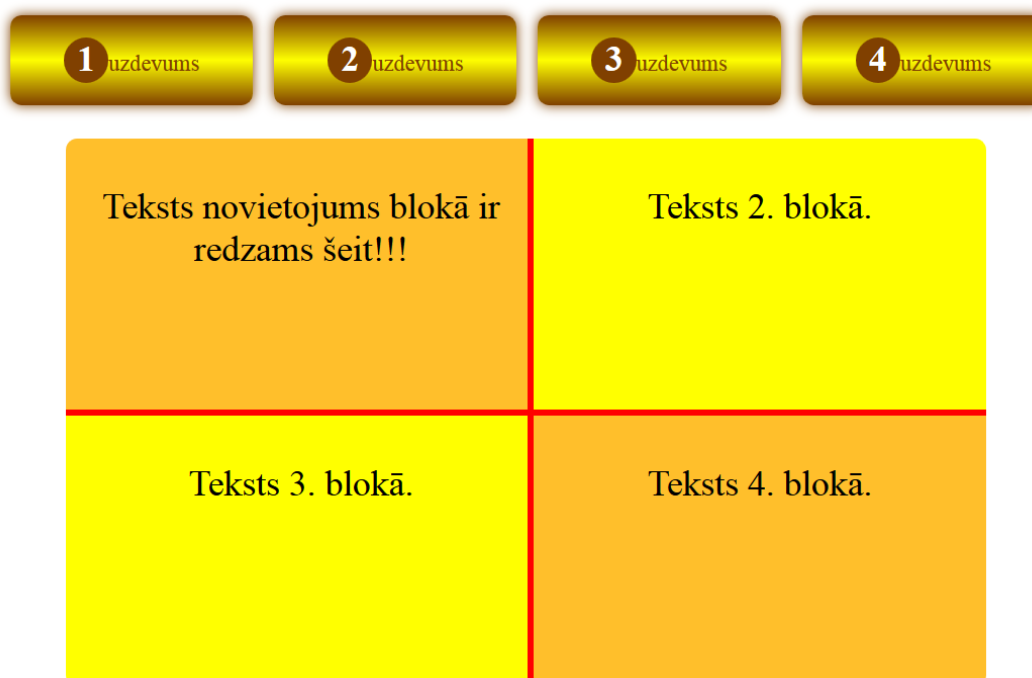 1 uzdevums
2 uzdevums
3 uzdevums
4 uzdevums
Teksts novietojums blokā ir
redzams šeit!!!
Teksts 2. blokā.
Teksts 3. blokā.
Teksts 4. blokā.